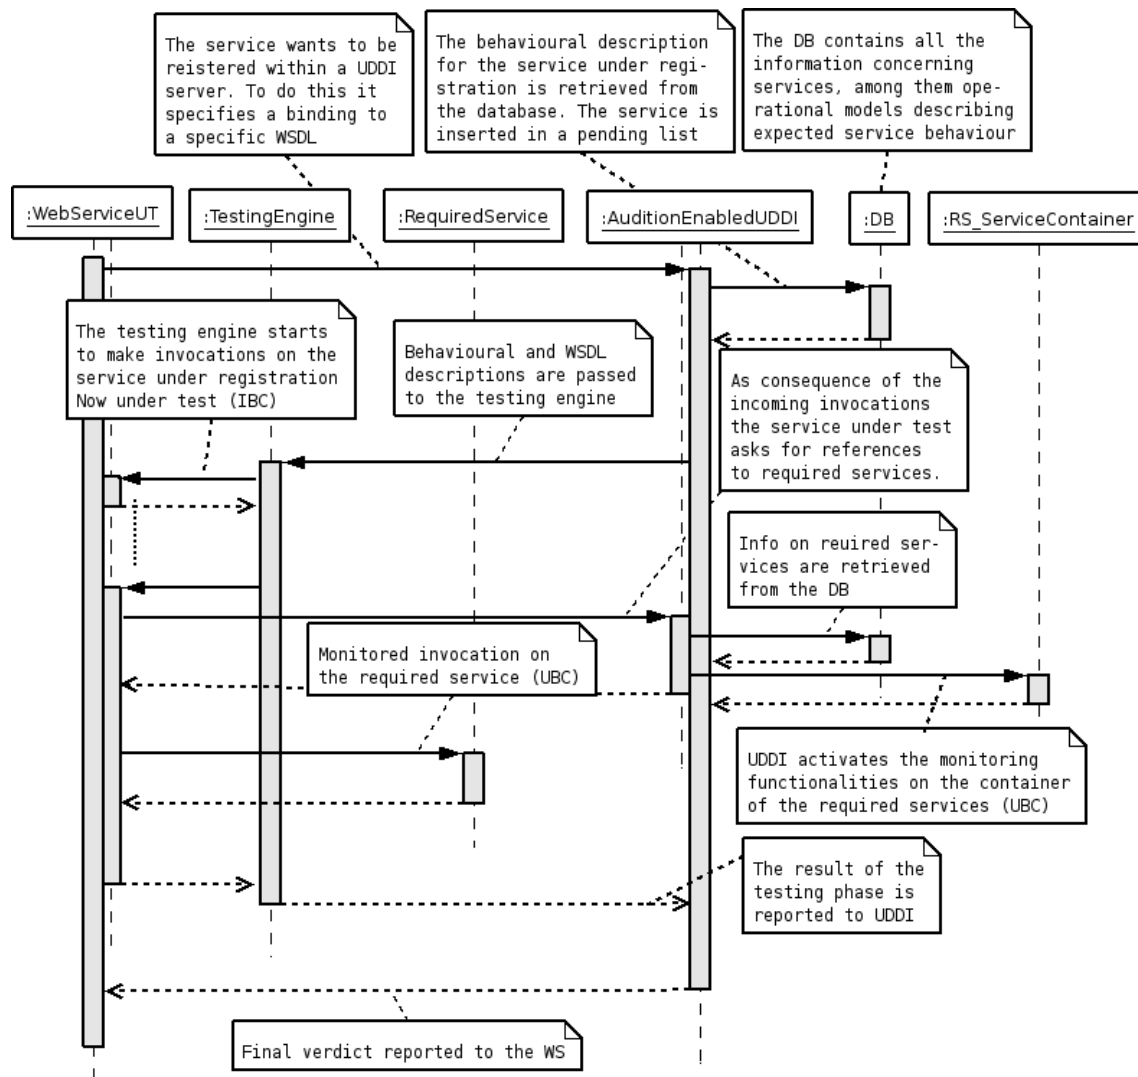 The service wants to be
reistered within a UDDI
server. To do this it
specifies a binding to
a specific WSDL
The behavioural description
for the service under regi-
stration is retrieved from
the database. The service is
inserted in a pending list
The DB contains all the
information concerning
services, among them ope-
rational models describing
expected service behaviour
:WebServiceUT
:TestingEngine
:RequiredService
:AuditionEnabledUDDI
:DB
:RS_ServiceContainer
The testing engine starts
to make invocations on the
service under registration
Now under test (IBC)
Behavioural and WSDL
descriptions are passed
to the testing engine
As consequence of the
incoming invocations
the service under test
asks for references
to required services.
Info on reuired ser-
vices are retrieved
from the DB
Monitored invocation on
the required service (UBC)
UDDI activates the monitoring
functionalities on the container
of the required services (UBC)
The result of the
testing phase is
reported to UDDI
Final verdict reported to the WS